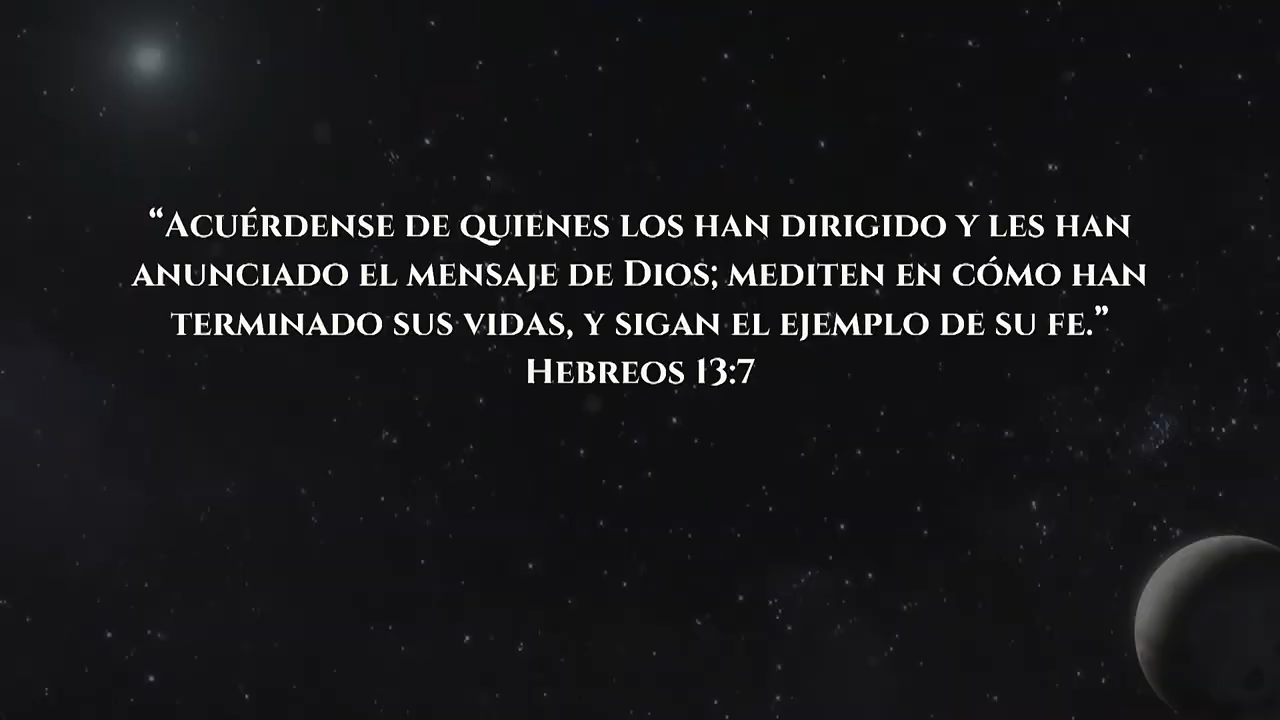 “Acuérdense de quienes los han dirigido y les han
anunciado el mensaje de Dios; mediten en cómo han
terminado sus vidas, y sigan el ejemplo de su fe.”
Hebreos 13:7